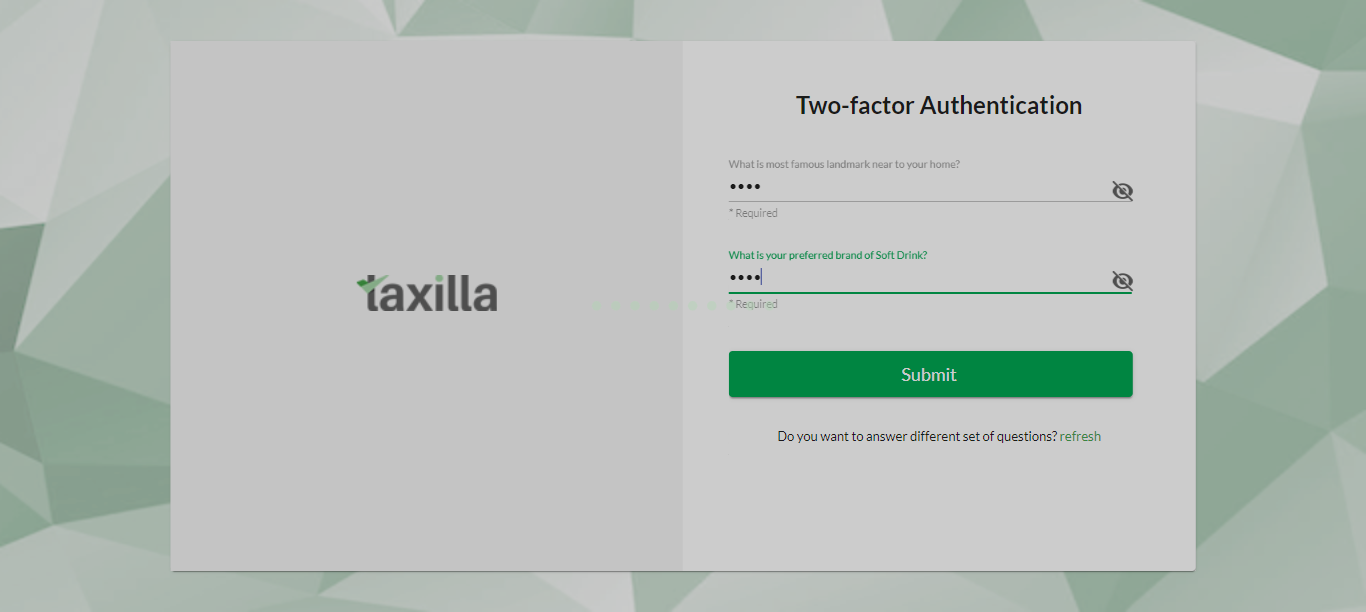 Two-factor Authentication
What is most famous landmark near to your home?
••••
* Required
What is your preferred brand of Soft Drink?
••••
* Required
taxilla
Submit
Do you want to answer different set of questions? refresh